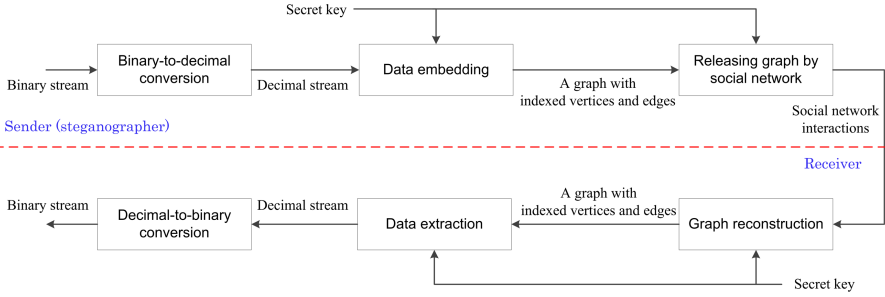 Secret key
Binary-to-decimal
conversion
Data embedding
Releasing graph by
social network
Binary stream
Decimal stream
A graph with
indexed vertices and edges
Social network
interactions
Sender (steganographer)
Receiver
Binary stream
Decimal-to-binary
conversion
Decimal stream
Data extraction
A graph with
indexed vertices and edges
Graph reconstruction
Secret key